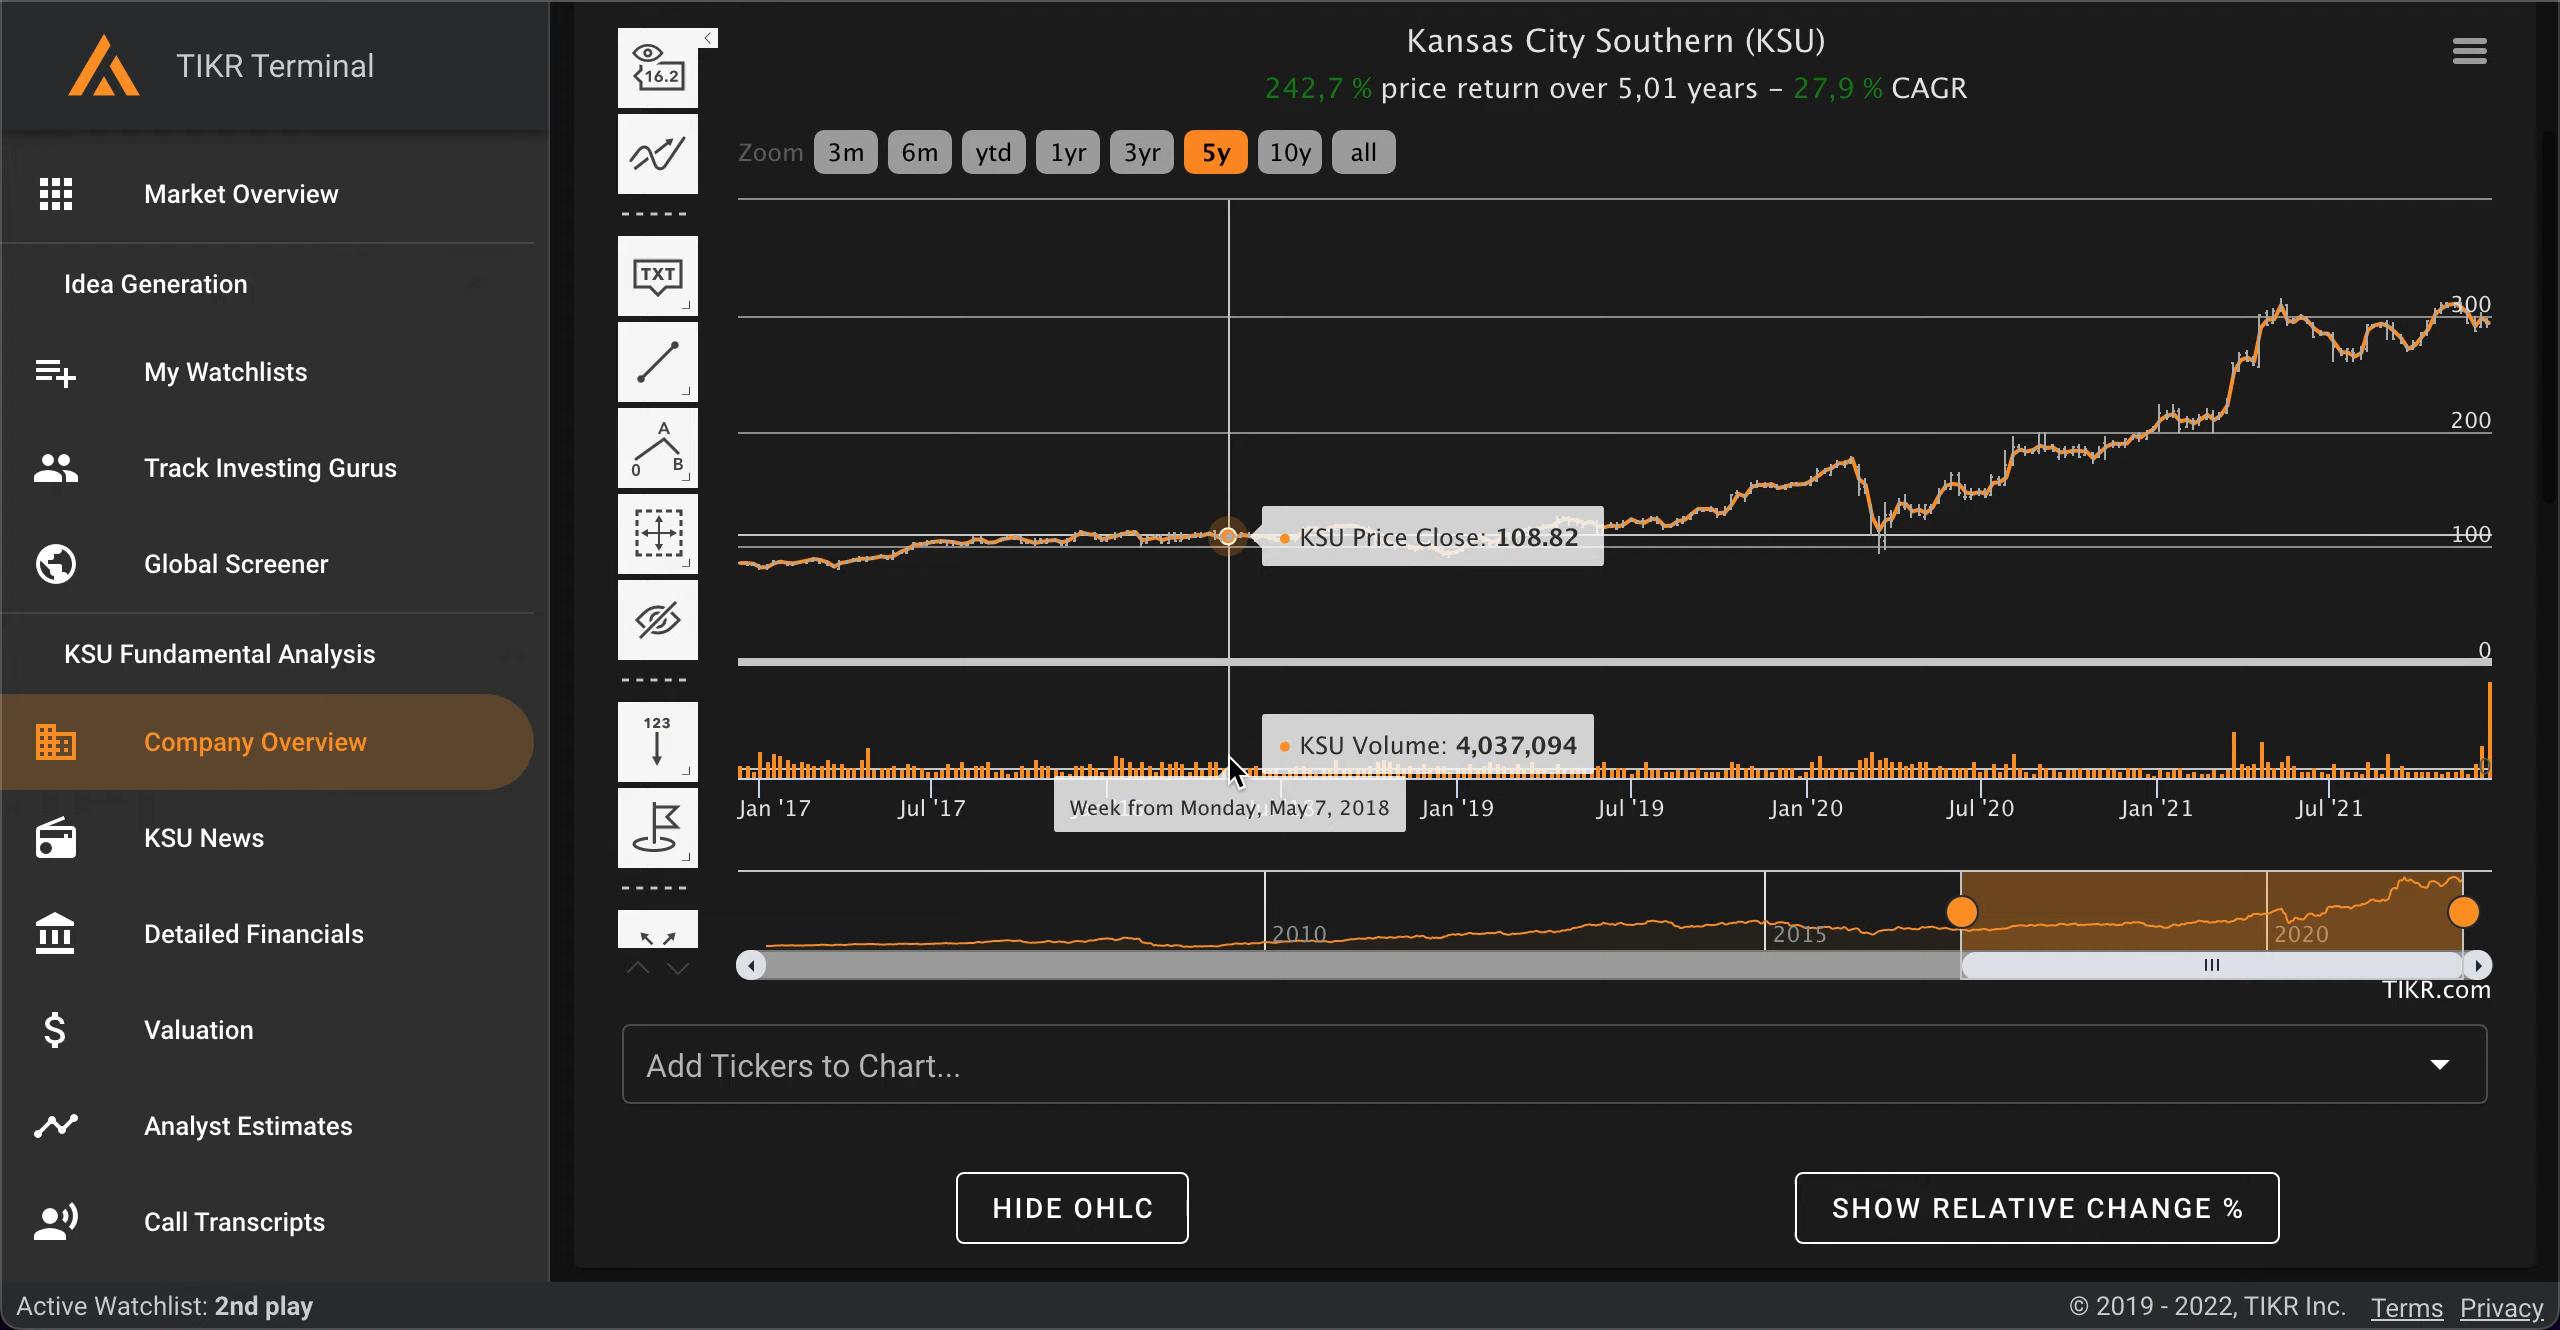 TIKR Terminal
Market Overview
Idea Generation
My Watchlists
Track Investing Gurus
Global Screener
KSU Fundamental Analysis
Company Overview
KSU News
Detailed Financials
Valuation
Analyst Estimates
Call Transcripts
16.2
TXT
A
0 B
123
Kansas City Southern (KSU)
242,7 % price return over 5,01 years – 27,9 % CAGR
Zoom 3m 6m ytd 1yr 3yr 5y 10y all
300
200
100
0
KSU Price Close: 108.82
KSU Volume: 4,037,094
0
Week from Monday, May 7, 2018
Jan '17 Jul '17 Jan '19 Jul '19 Jan '20 Jul '20 Jan '21 Jul '21
2010 2015 2020
TIKR.com
Add Tickers to Chart...
HIDE OHLC SHOW RELATIVE CHANGE %
Active Watchlist: 2nd play
© 2019 - 2022, TIKR Inc. Terms Privacy